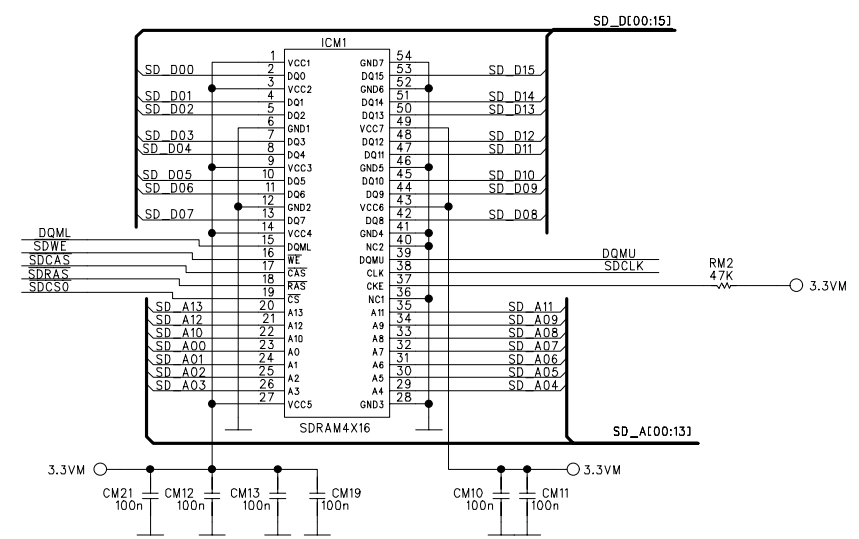 SD_D[00:15]
ICM1
1 VCC1 GND7 54
SD_D00 2 DQ0 DQ15 53 SD_D15
3 VCC2 GND6 52
SD_D01 4 DQ1 DQ14 51 SD_D14
SD_D02 5 DQ2 DQ13 50 SD_D13
6 GND1 VCC7 49
SD_D03 7 DQ3 DQ12 48 SD_D12
SD_D04 8 DQ4 DQ11 47 SD_D11
9 VCC3 GND5 46
SD_D05 10 DQ5 DQ10 45 SD_D10
SD_D06 11 DQ6 DQ9 44 SD_D09
12 GND2 VCC6 43
SD_D07 13 DQ7 DQ8 42 SD_D08
14 VCC4 GND4 41
DQML 15 DQML NC2 40
SDWE 16 WE DQMU 39 DQMU
SDCAS 17 CAS CLK 38 SDCLK
SDRAS 18 RAS CKE 37 RM2 47K 3.3VM
SDCS0 19 CS NC1 36
SD_A13 20 A13 A11 35 SD_A11
SD_A12 21 A12 A9 34 SD_A09
SD_A10 22 A10 A8 33 SD_A08
SD_A00 23 A0 A7 32 SD_A07
SD_A01 24 A1 A6 31 SD_A06
SD_A02 25 A2 A5 30 SD_A05
SD_A03 26 A3 A4 29 SD_A04
27 VCC5 GND3 28
SDRAM4X16
SD_A[00:13]
3.3VM 3.3VM
CM21 CM12 CM13 CM19 CM10 CM11
100n 100n 100n 100n 100n 100n